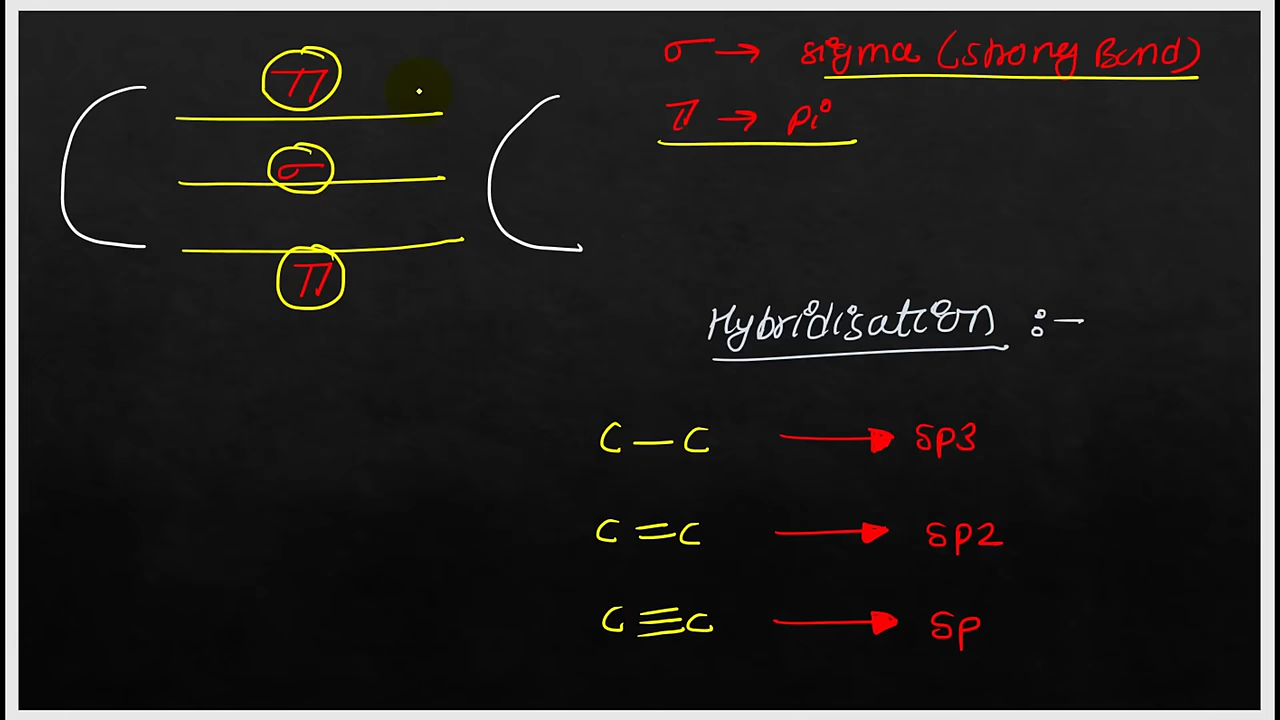 π
σ
π
σ → sigma (strong Bond)
π → pi
Hybridisation :-
C—C → sp3
C=C → sp2
C≡C → sp